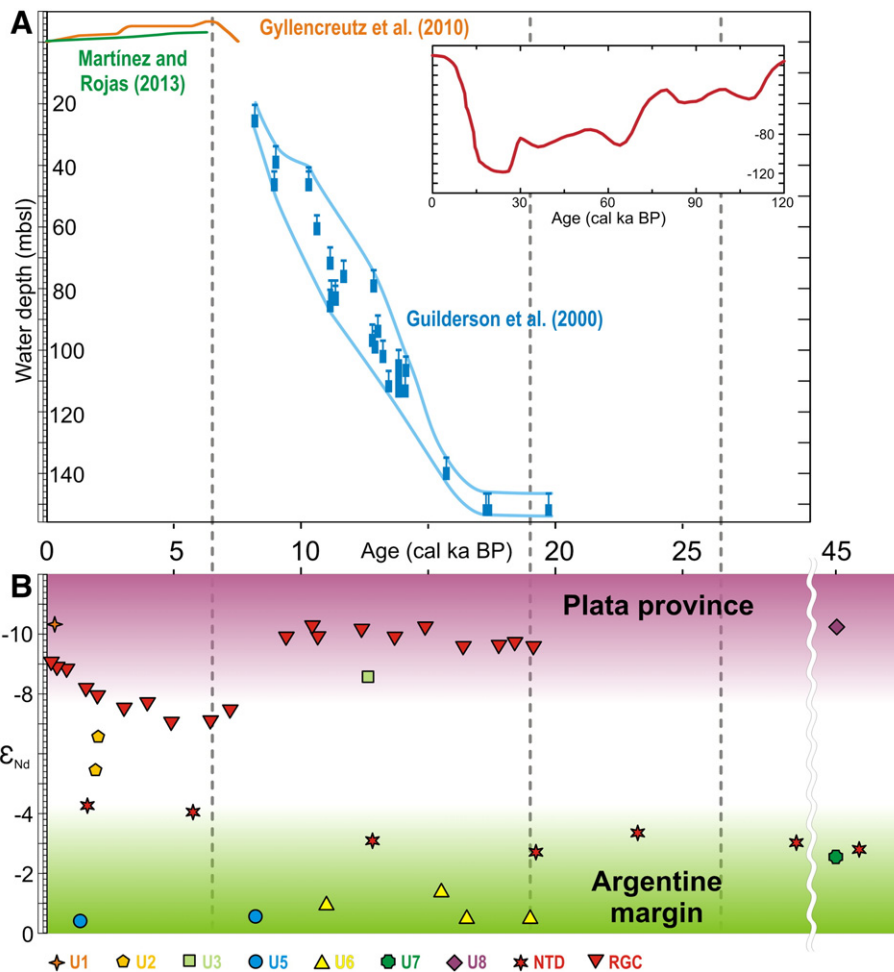 A
Gyllencreutz et al. (2010)
Martínez and
Rojas (2013)
Guilderson et al. (2000)
Water depth (mbsl)
20
40
60
80
100
120
140
-80
-120
0 30 60 90 120
Age (cal ka BP)
0 5 10 Age (cal ka BP) 20 25 45
B
Plata province
Argentine
margin
εNd
-10
-8
-6
-4
-2
0
U1 U2 U3 U5 U6 U7 U8 NTD RGC